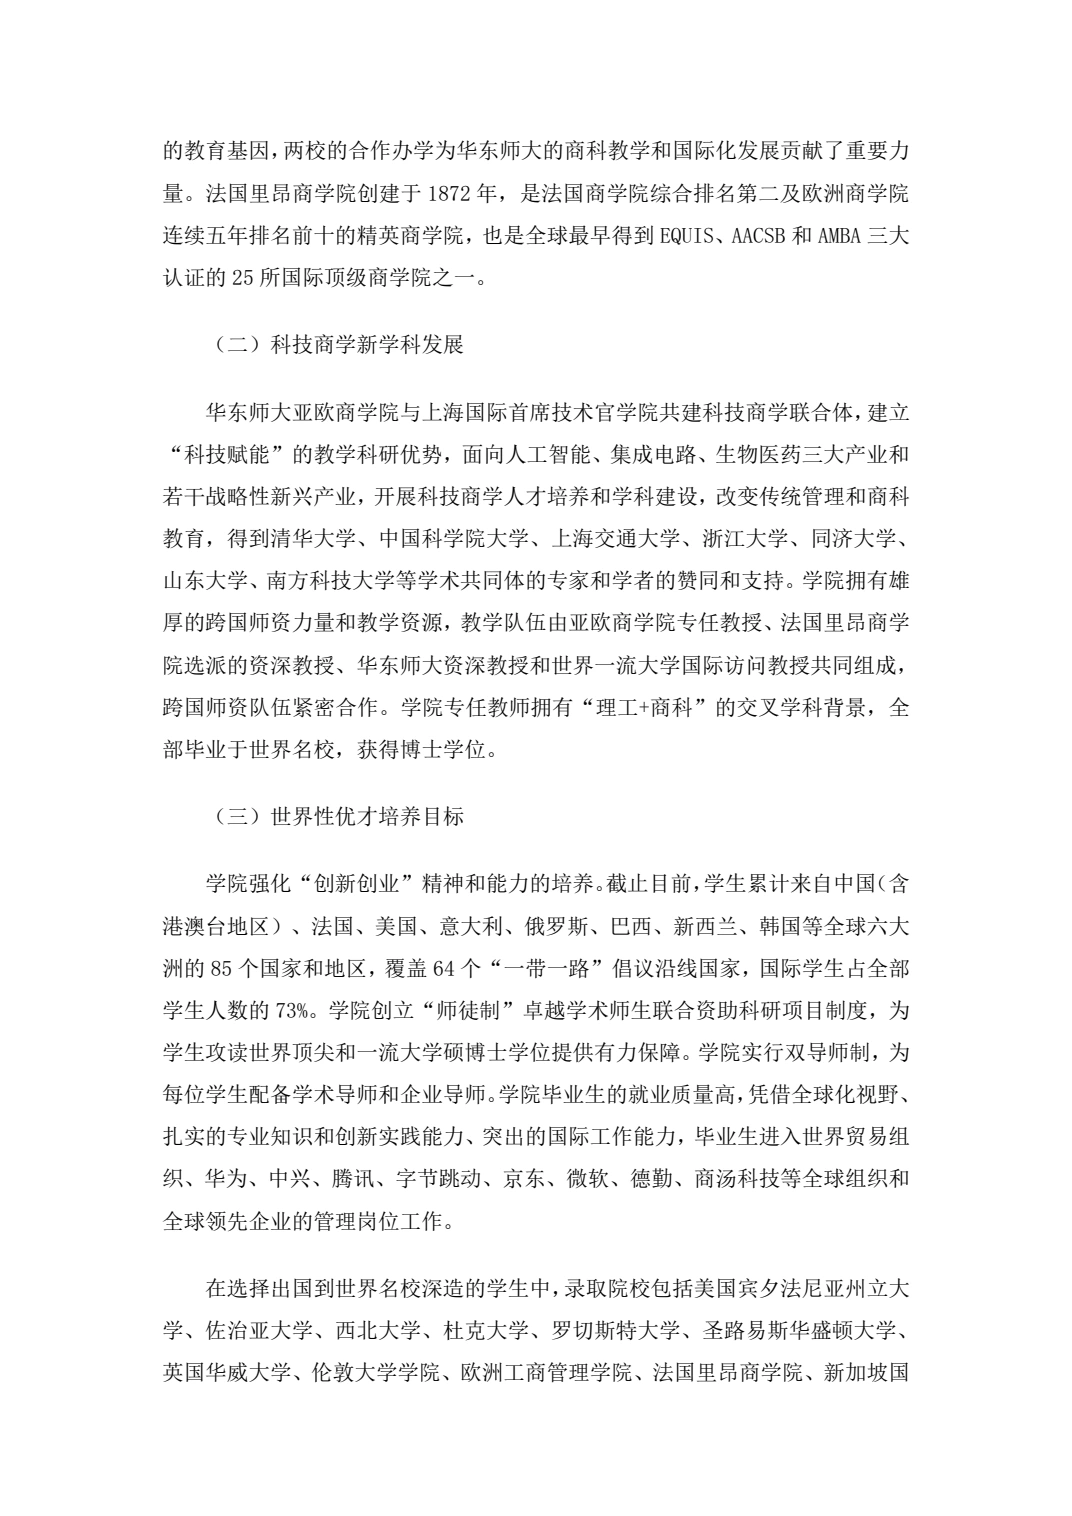 的教育基因，两校的合作办学为华东师大的商科教学和国际化发展贡献了重要力
量。法国里昂商学院创建于 1872 年，是法国商学院综合排名第二及欧洲商学院
连续五年排名前十的精英商学院，也是全球最早得到 EQUIS、AACSB 和 AMBA 三大
认证的 25 所国际顶级商学院之一。
（二）科技商学新学科发展
华东师大亚欧商学院与上海国际首席技术官学院共建科技商学联合体，建立
“科技赋能”的教学科研优势，面向人工智能、集成电路、生物医药三大产业和
若干战略性新兴产业，开展科技商学人才培养和学科建设，改变传统管理和商科
教育，得到清华大学、中国科学院大学、上海交通大学、浙江大学、同济大学、
山东大学、南方科技大学等学术共同体的专家和学者的赞同和支持。学院拥有雄
厚的跨国师资力量和教学资源，教学队伍由亚欧商学院专任教授、法国里昂商学
院选派的资深教授、华东师大资深教授和世界一流大学国际访问教授共同组成，
跨国师资队伍紧密合作。学院专任教师拥有“理工+商科”的交叉学科背景，全
部毕业于世界名校，获得博士学位。
（三）世界性优才培养目标
学院强化“创新创业”精神和能力的培养。截止目前，学生累计来自中国（含
港澳台地区）、法国、美国、意大利、俄罗斯、巴西、新西兰、韩国等全球六大
洲的 85 个国家和地区，覆盖 64 个“一带一路”倡议沿线国家，国际学生占全部
学生人数的 73%。学院创立“师徒制”卓越学术师生联合资助科研项目制度，为
学生攻读世界顶尖和一流大学硕博士学位提供有力保障。学院实行双导师制，为
每位学生配备学术导师和企业导师。学院毕业生的就业质量高，凭借全球化视野、
扎实的专业知识和创新实践能力、突出的国际工作能力，毕业生进入世界贸易组
织、华为、中兴、腾讯、字节跳动、京东、微软、德勤、商汤科技等全球组织和
全球领先企业的管理岗位工作。
在选择出国到世界名校深造的学生中，录取院校包括美国宾夕法尼亚州立大
学、佐治亚大学、西北大学、杜克大学、罗切斯特大学、圣路易斯华盛顿大学、
英国华威大学、伦敦大学学院、欧洲工商管理学院、法国里昂商学院、新加坡国